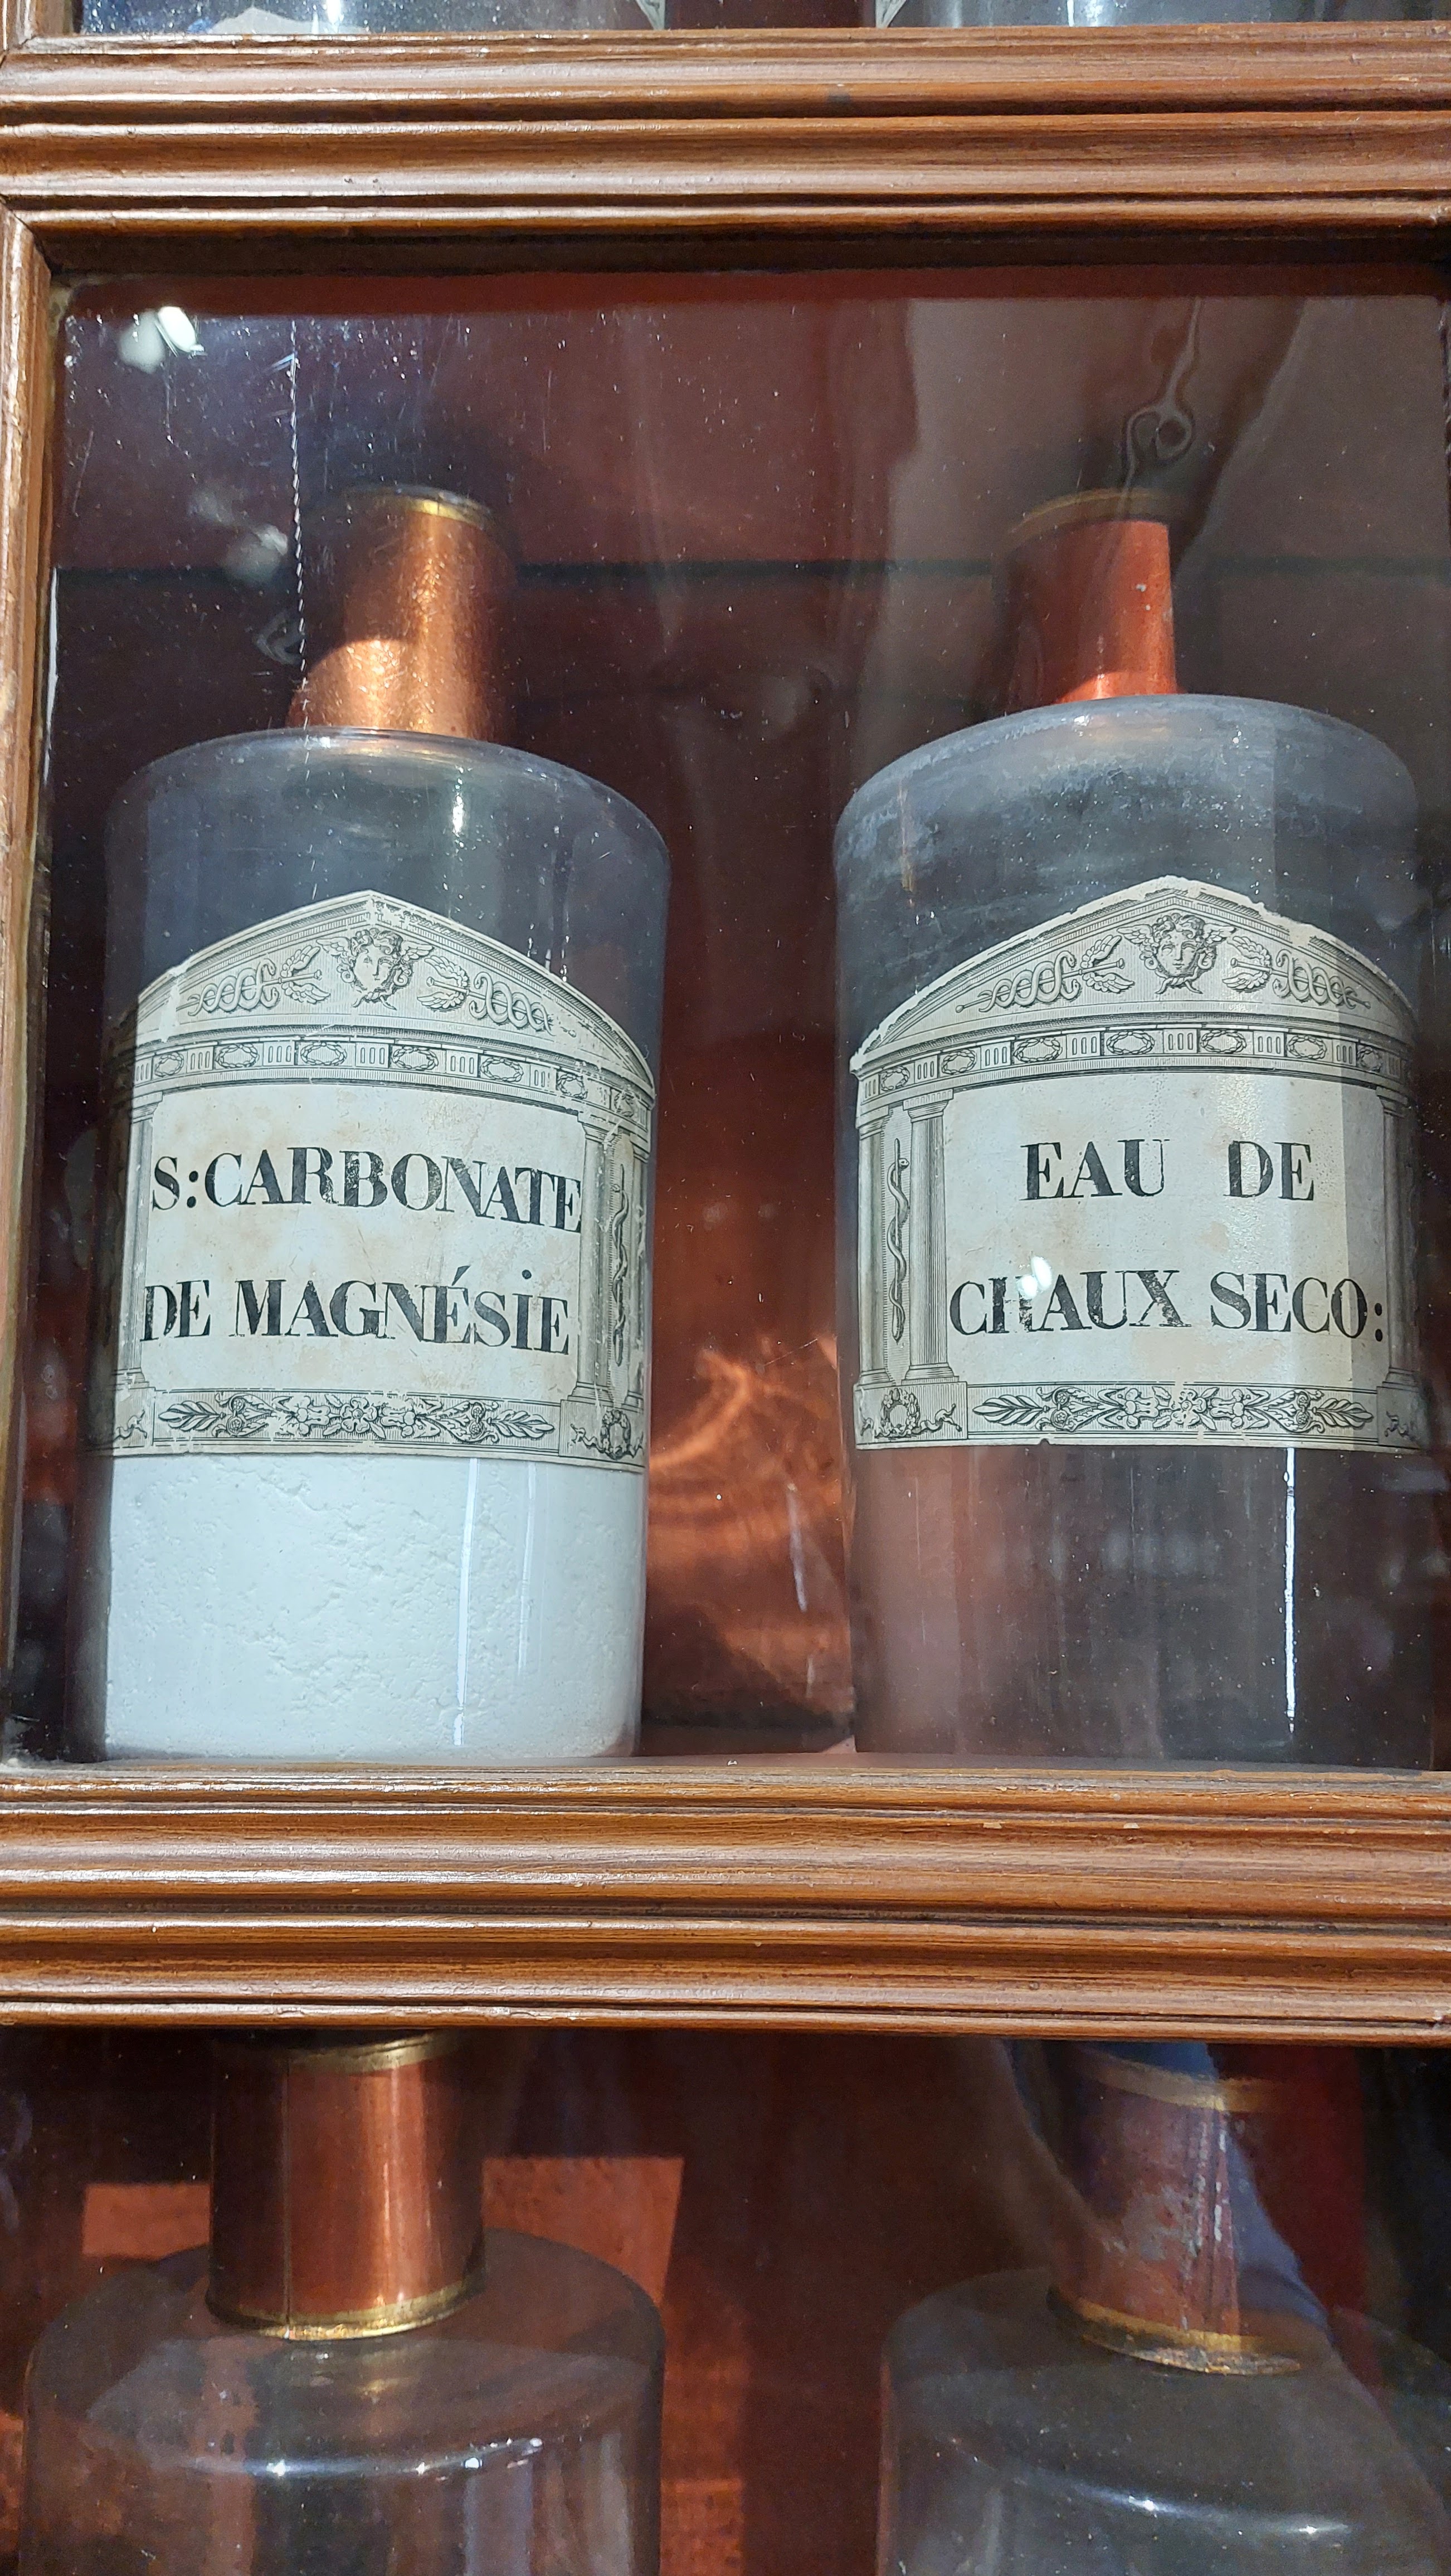 S:CARBONATE
DE MAGNÉSIE
EAU DE
CHAUX SECO: